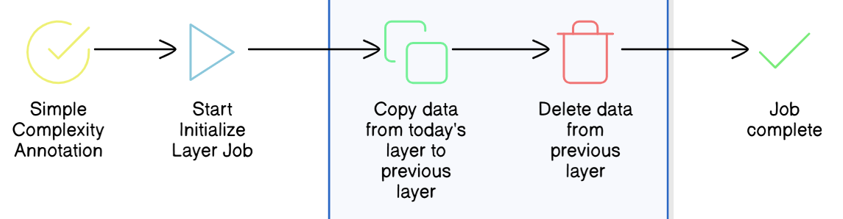 Simple
Complexity
Annotation
Start
Initialize
Layer Job
Copy data
from today's
layer to
previous
layer
Delete data
from
previous
layer
Job
complete